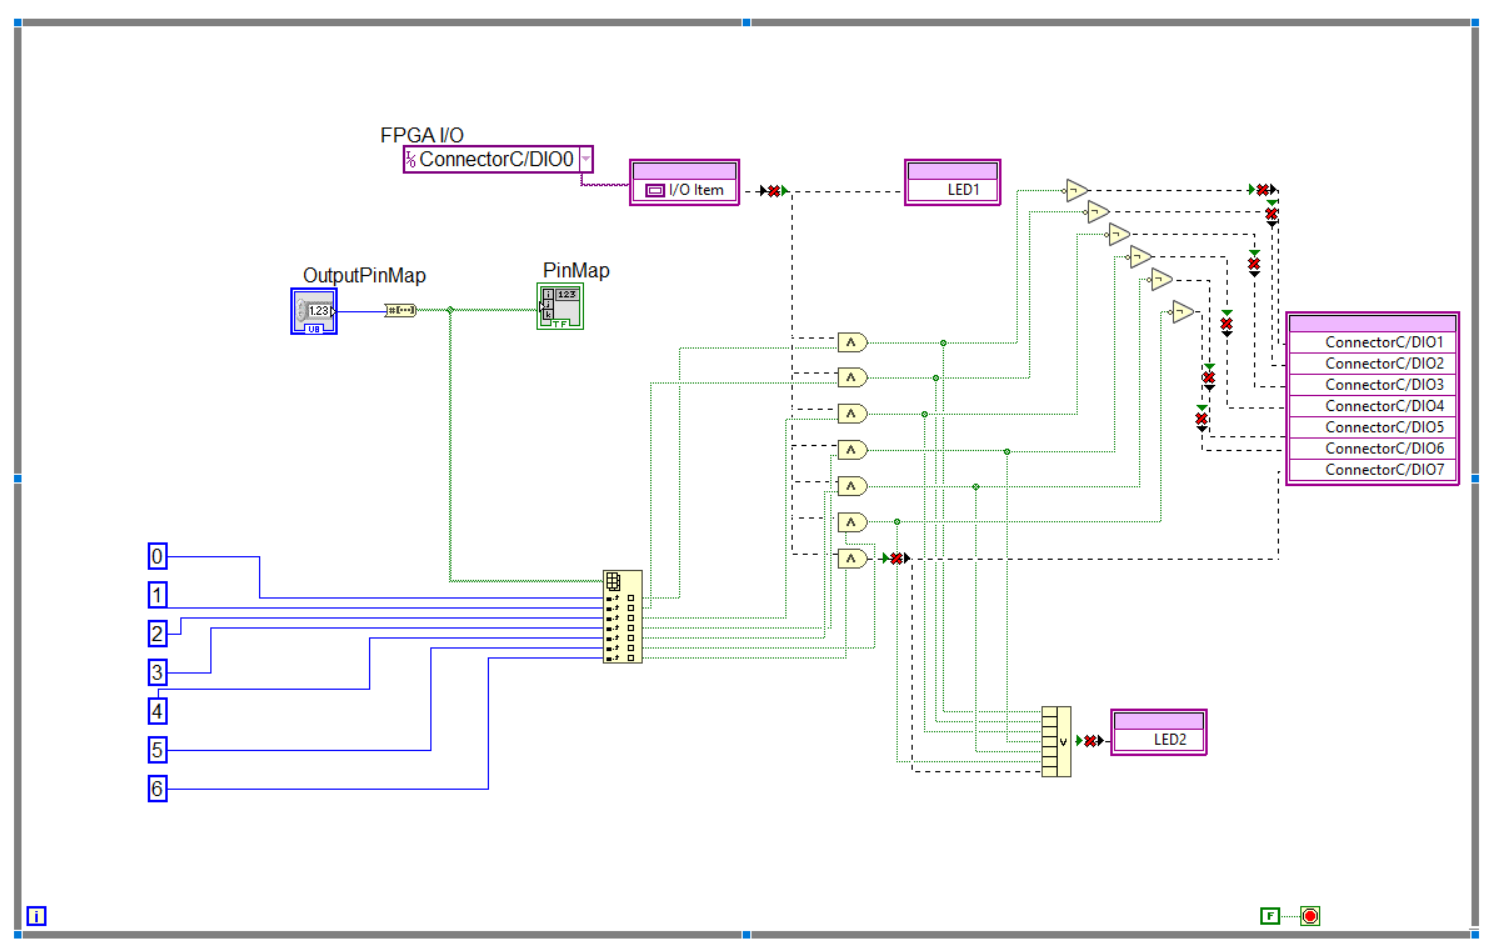 FPGA I/O
I/O ConnectorC/DIO0
I/O Item
LED1
OutputPinMap
1.23
U8
#[...]
PinMap
i
j
k
123
TF
ConnectorC/DIO1
ConnectorC/DIO2
ConnectorC/DIO3
ConnectorC/DIO4
ConnectorC/DIO5
ConnectorC/DIO6
ConnectorC/DIO7
0
1
2
3
4
5
6
LED2
i
F